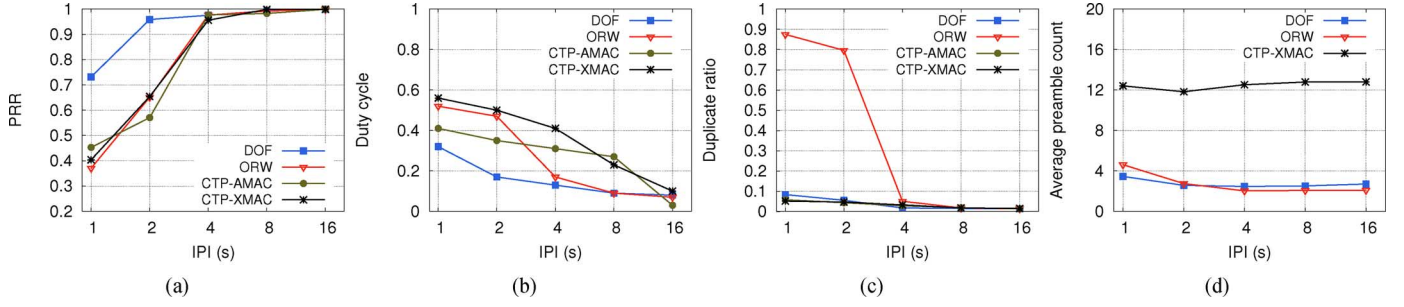 PRR
1
0.9
0.8
0.7
0.6
0.5
0.4
0.3
0.2
DOF
ORW
CTP-AMAC
CTP-XMAC
1 2 4 8 16
IPI (s)
(a)
Duty cycle
1
0.8
0.6
0.4
0.2
0
DOF
ORW
CTP-AMAC
CTP-XMAC
1 2 4 8 16
IPI (s)
(b)
Duplicate ratio
1
0.9
0.8
0.7
0.6
0.5
0.4
0.3
0.2
0.1
0
DOF
ORW
CTP-AMAC
CTP-XMAC
1 2 4 8 16
IPI (s)
(c)
Average preamble count
20
16
12
8
4
0
DOF
ORW
CTP-XMAC
1 2 4 8 16
IPI (s)
(d)